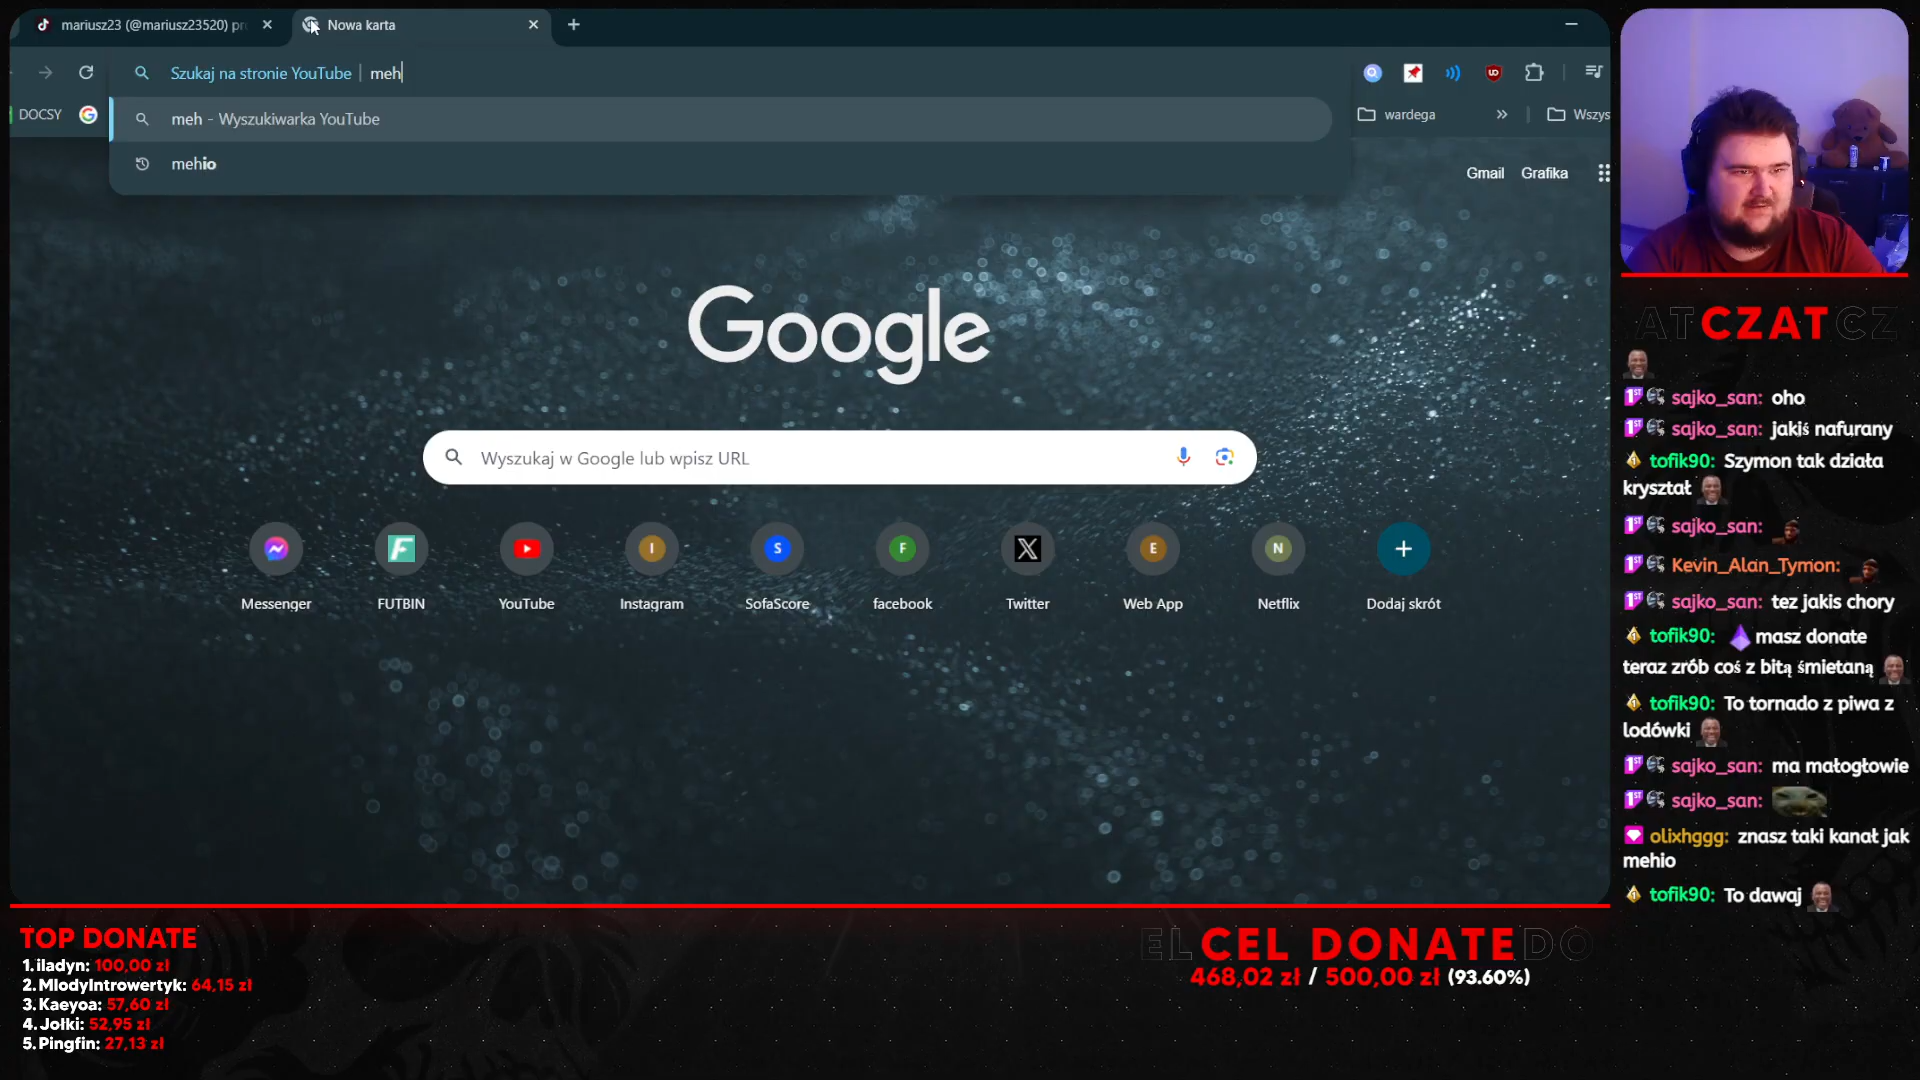 mariusz23 (@mariusz23520) pr
Nowa karta
Szukaj na stronie YouTube | meh
meh - Wyszukiwarka YouTube
mehio
DOCSY
wardega
»
Wszys
Gmail
Grafika
Google
Wyszukaj w Google lub wpisz URL
Messenger
FUTBIN
YouTube
Instagram
SofaScore
facebook
Twitter
Web App
Netflix
Dodaj skrót
AT CZAT CZ
sajko_san: oho
sajko_san: jakiś nafurany
tofik90: Szymon tak działa
kryształ
sajko_san:
Kevin_Alan_Tymon:
sajko_san: tez jakis chory
tofik90: masz donate
teraz zrób coś z bitą śmietaną
tofik90: To tornado z piwa z
lodówki
sajko_san: ma małogłowie
sajko_san:
olixhggg: znasz taki kanał jak
mehio
tofik90: To dawaj
TOP DONATE
1. iladyn: 100,00 zł
2. MlodyIntrowertyk: 64,15 zł
3. Kaeyoa: 57,60 zł
4. Jołki: 52,95 zł
5. Pingfin: 27,13 zł
EL CEL DONATE DO
468,02 zł / 500,00 zł (93.60%)